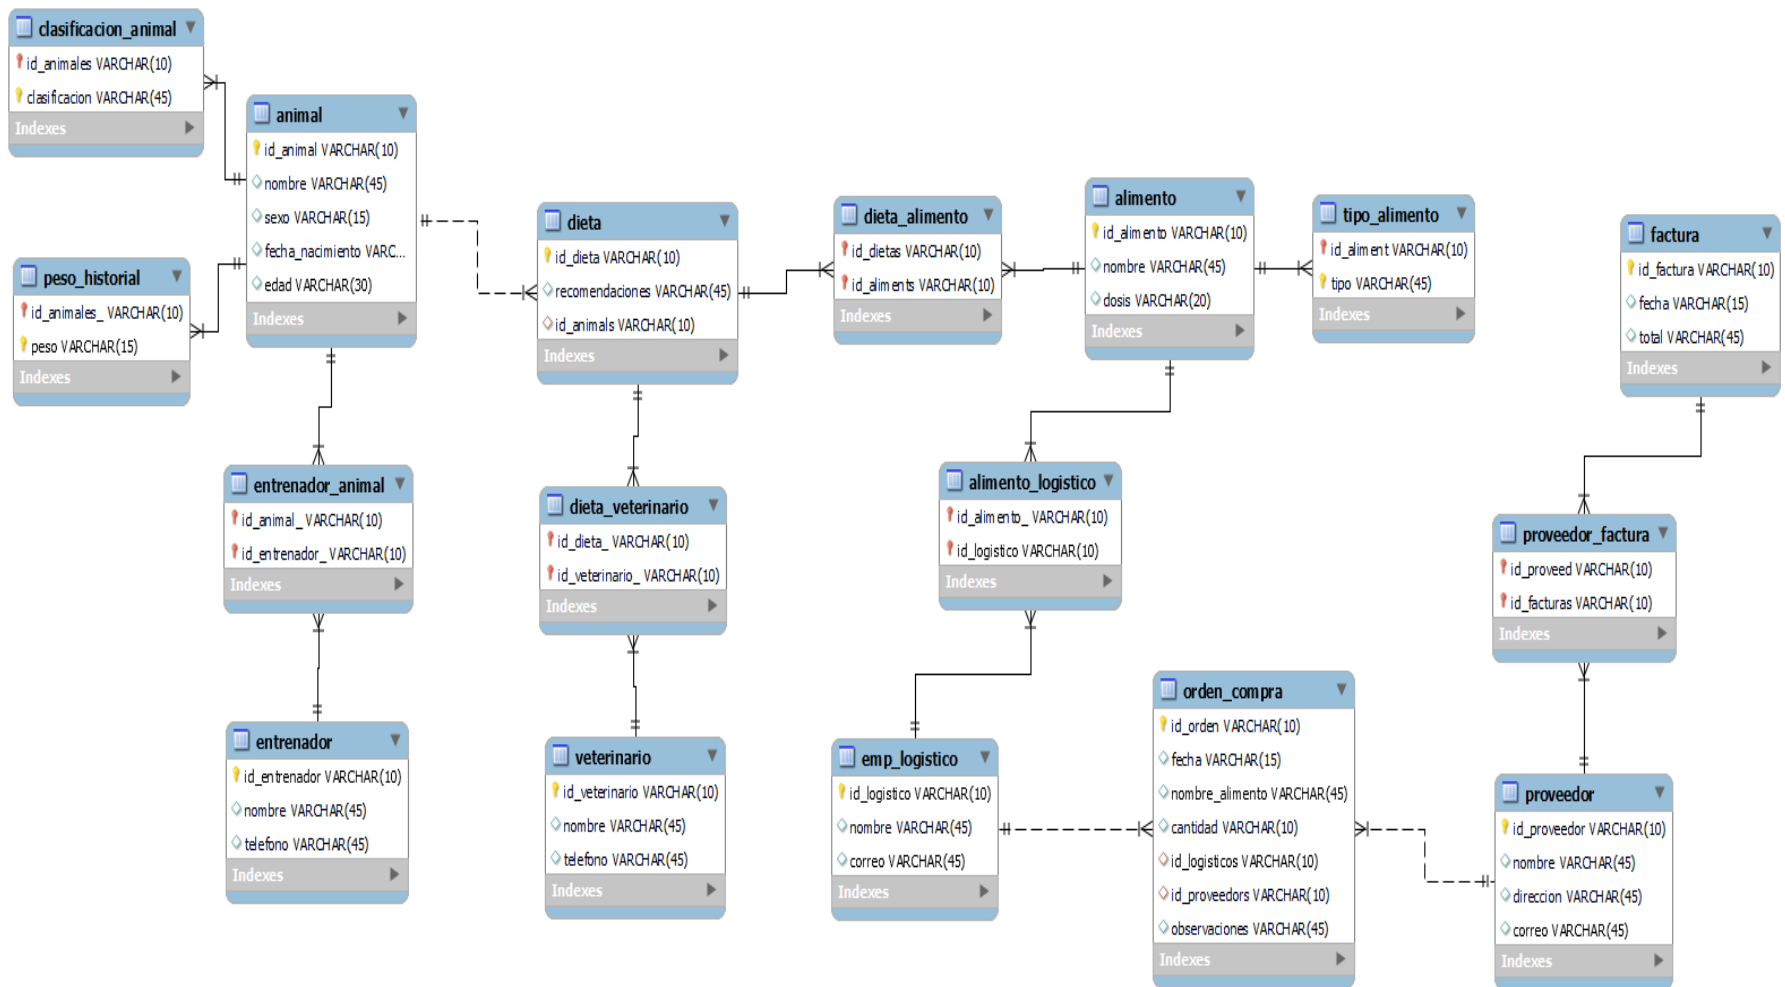 clasificacion_animal
id_animales VARCHAR(10)
clasificacion VARCHAR(45)
Indexes
animal
id_animal VARCHAR(10)
nombre VARCHAR(45)
sexo VARCHAR(15)
fecha_nacimiento VARC...
edad VARCHAR(30)
Indexes
peso_historial
id_animales_ VARCHAR(10)
peso VARCHAR(15)
Indexes
dieta
id_dieta VARCHAR(10)
recomendaciones VARCHAR(45)
id_animals VARCHAR(10)
Indexes
dieta_alimento
id_dietas VARCHAR(10)
id_aliments VARCHAR(10)
Indexes
alimento
id_alimento VARCHAR(10)
nombre VARCHAR(45)
dosis VARCHAR(20)
Indexes
tipo_alimento
id_aliment VARCHAR(10)
tipo VARCHAR(45)
Indexes
factura
id_factura VARCHAR(10)
fecha VARCHAR(15)
total VARCHAR(45)
Indexes
entrenador_animal
id_animal_ VARCHAR(10)
id_entrenador_ VARCHAR(10)
Indexes
dieta_veterinario
id_dieta_ VARCHAR(10)
id_veterinario_ VARCHAR(10)
Indexes
alimento_logistico
id_alimento_ VARCHAR(10)
id_logistico VARCHAR(10)
Indexes
proveedor_factura
id_proveed VARCHAR(10)
id_facturas VARCHAR(10)
Indexes
entrenador
id_entrenador VARCHAR(10)
nombre VARCHAR(45)
telefono VARCHAR(45)
Indexes
veterinario
id_veterinario VARCHAR(10)
nombre VARCHAR(45)
telefono VARCHAR(45)
Indexes
emp_logistico
id_logistico VARCHAR(10)
nombre VARCHAR(45)
correo VARCHAR(45)
Indexes
orden_compra
id_orden VARCHAR(10)
fecha VARCHAR(15)
nombre_alimento VARCHAR(45)
cantidad VARCHAR(10)
id_logisticos VARCHAR(10)
id_proveedors VARCHAR(10)
observaciones VARCHAR(45)
Indexes
proveedor
id_proveedor VARCHAR(10)
nombre VARCHAR(45)
direccion VARCHAR(45)
correo VARCHAR(45)
Indexes